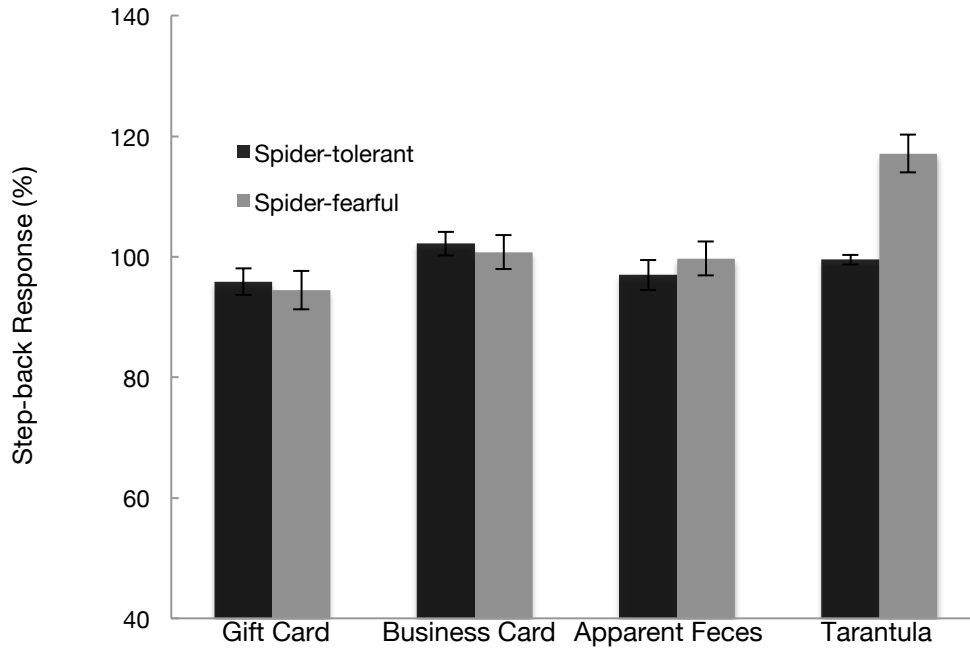 140
120
100
80
60
40
Step-back Response (%)
Spider-tolerant
Spider-fearful
Gift Card
Business Card
Apparent Feces
Tarantula